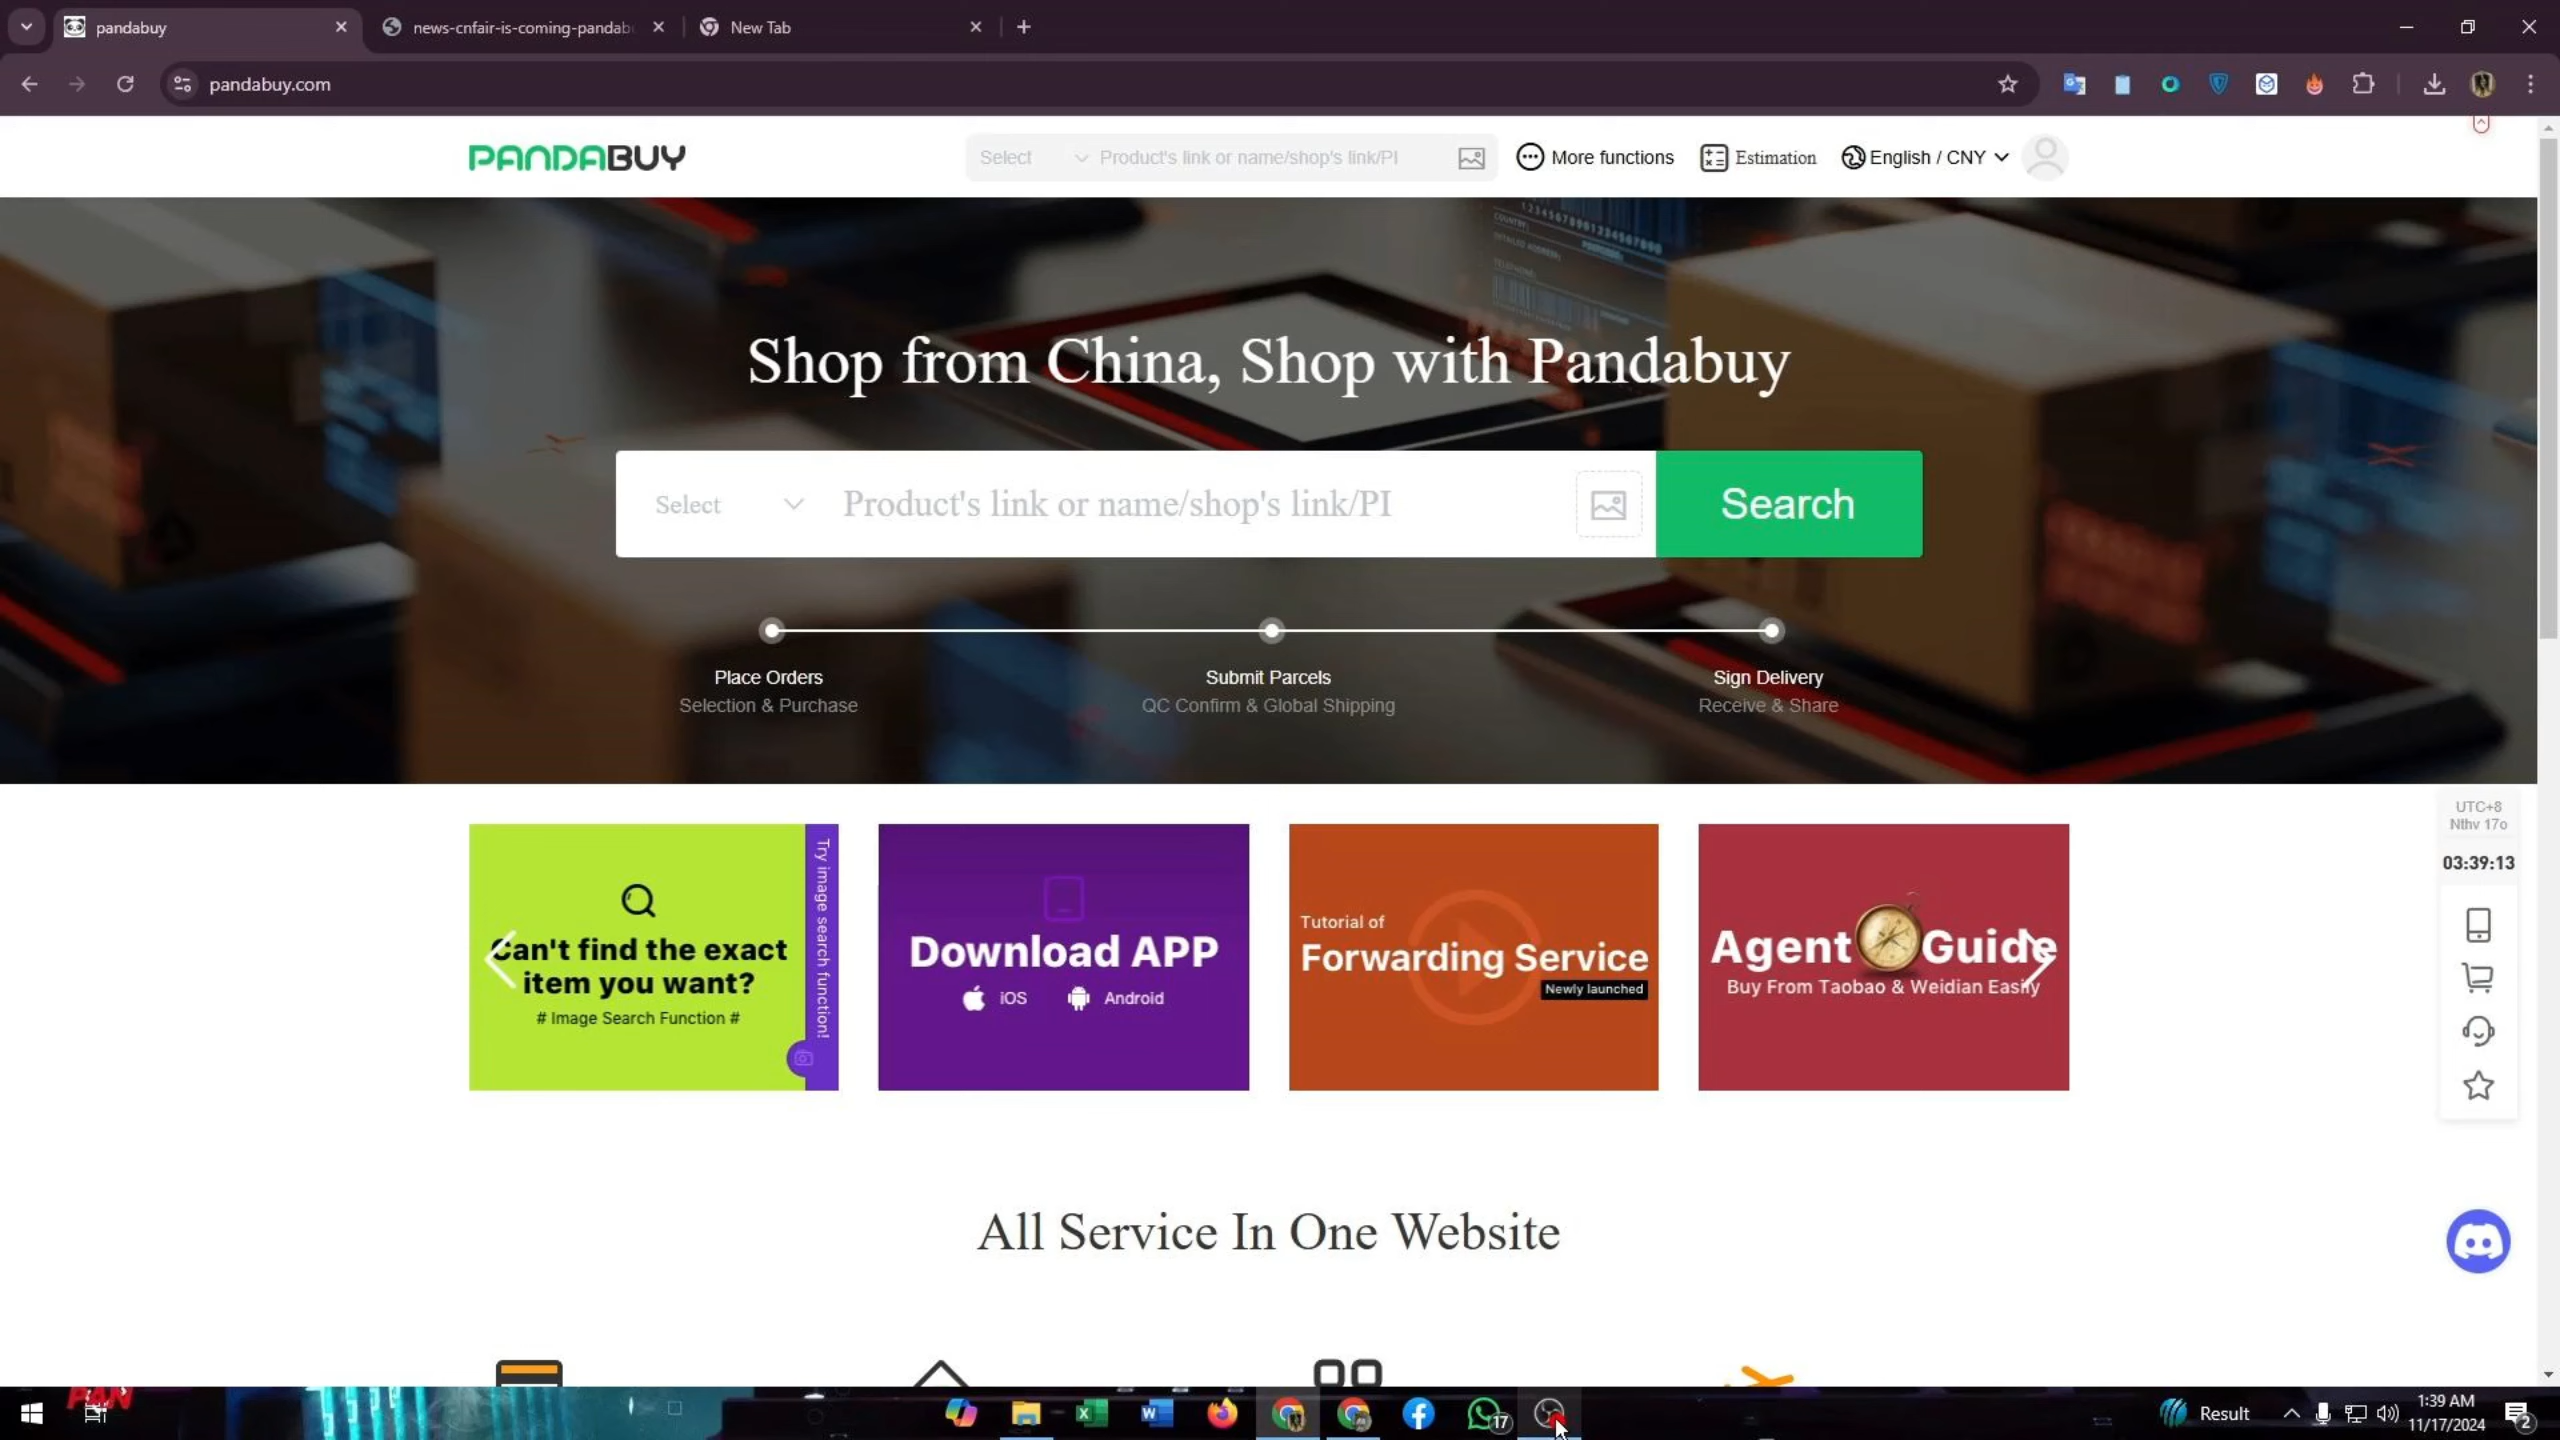 pandabuy
news-cnfair-is-coming-pandab
New Tab
pandabuy.com
PANDABUY
Select
Product's link or name/shop's link/PI
More functions
Estimation
English / CNY
Shop from China, Shop with Pandabuy
Select
Product's link or name/shop's link/PI
Search
Place Orders
Selection & Purchase
Submit Parcels
QC Confirm & Global Shipping
Sign Delivery
Receive & Share
Can't find the exact
item you want?
# Image Search Function #
Try image search function!
Download APP
iOS
Android
Tutorial of
Forwarding Service
Newly launched
Agent Guide
Buy From Taobao & Weidian Easily
UTC+8
Nthv 17o
03:39:13
All Service In One Website
PAN
17
Result
1:39 AM
11/17/2024
2